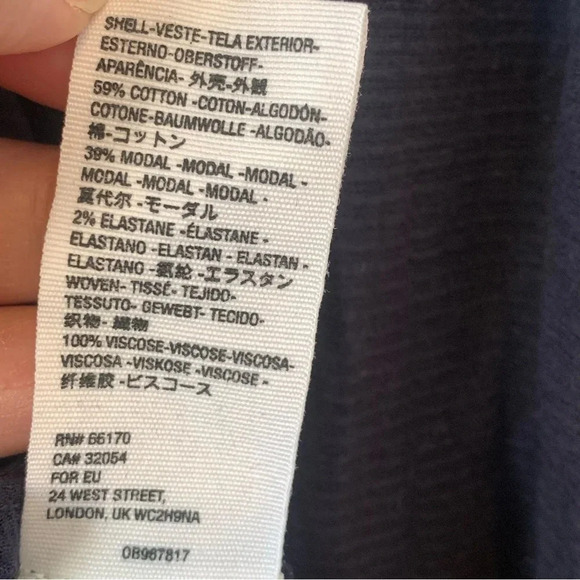 SHELL-VESTE-TELA EXTERIOR-
ESTERNO-OBERSTOFF-
APARÊNCIA- 外壳-外観
59% COTTON -COTON-ALGODÓN-
COTONE-BAUMWOLLE -ALGODÃO-
棉-コットン
39% MODAL -MODAL -MODAL -
MODAL -MODAL -MODAL -
莫代尔 -モーダル
2% ELASTANE -ÉLASTANE -
ELASTANO -ELASTAN - ELASTAN -
ELASTANO -氨纶 -エラスタン
WOVEN- TISSÉ- TEJIDO-
TESSUTO- GEWEBT- TECIDO-
织物- 織物
100% VISCOSE-VISCOSE-VISCOSA-
VISCOSA -VISKOSE -VISCOSE -
纤维胶 -ビスコース
RN# 66170
CA# 32054
FOR EU
24 WEST STREET,
LONDON, UK WC2H9NA
OB987817